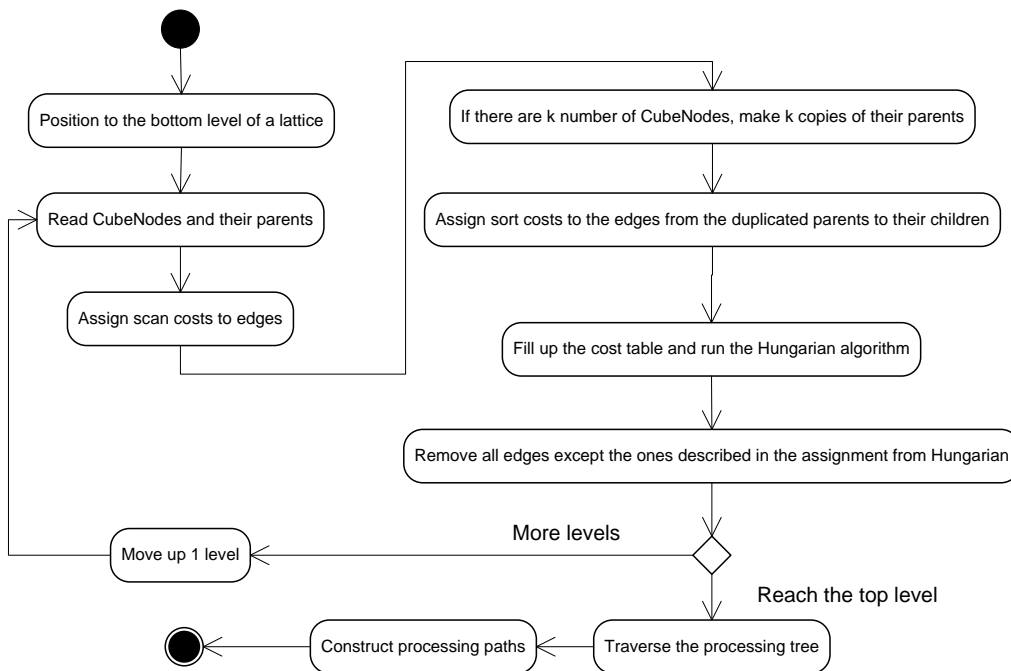 Position to the bottom level of a lattice
Read CubeNodes and their parents
Assign scan costs to edges
If there are k number of CubeNodes, make k copies of their parents
Assign sort costs to the edges from the duplicated parents to their children
Fill up the cost table and run the Hungarian algorithm
Remove all edges except the ones described in the assignment from Hungarian
More levels
Move up 1 level
Reach the top level
Traverse the processing tree
Construct processing paths